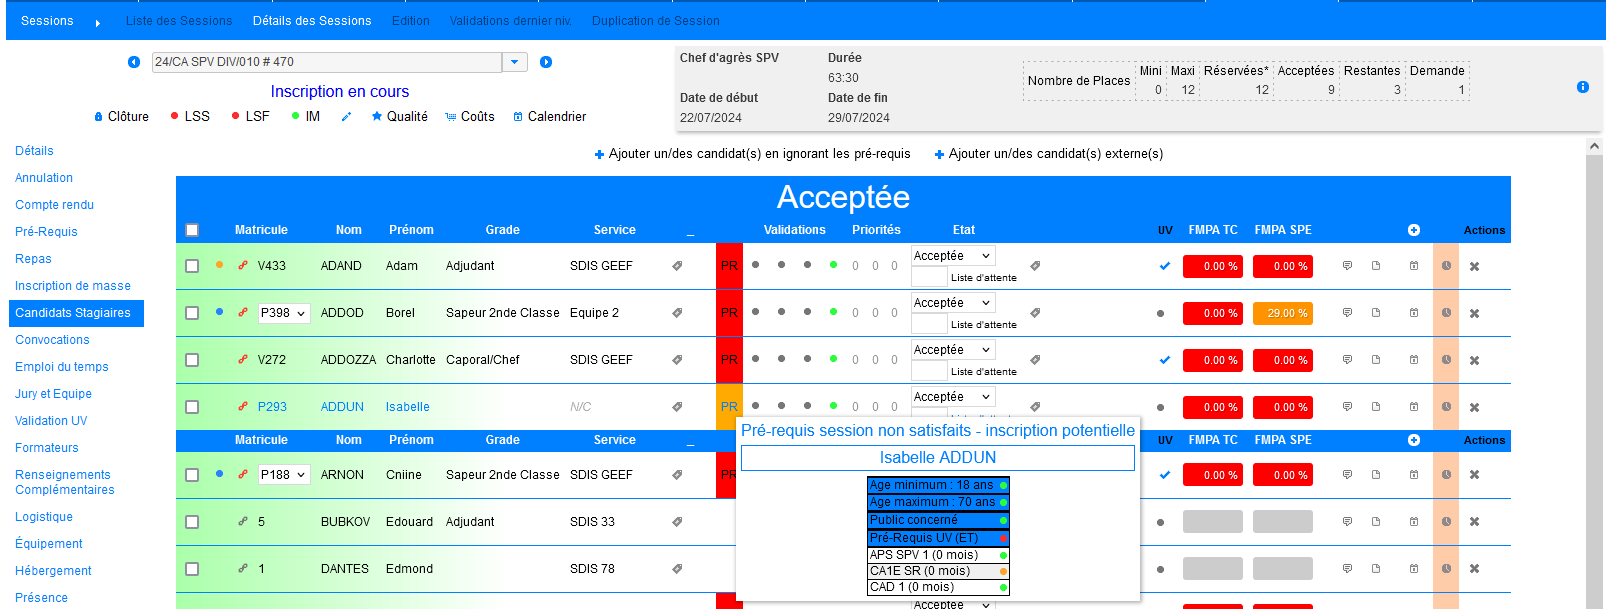 Sessions Liste des Sessions Détails des Sessions Edition Validations dernier niv. Duplication de Session
24/CA SPV DIV/010 # 470
Inscription en cours
Clôture LSS LSF IM Qualité Coûts Calendrier
Chef d'agrès SPV Durée
63:30
Date de début Date de fin
22/07/2024 29/07/2024
Nombre de Places Mini Maxi Réservées* Acceptées Restantes Demande
0 12 12 9 3 1
Détails
Annulation
Compte rendu
Pré-Requis
Repas
Inscription de masse
Candidats Stagiaires
Convocations
Emploi du temps
Jury et Equipe
Validation UV
Formateurs
Renseignements
Complémentaires
Logistique
Équipement
Hébergement
Présence
Ajouter un/des candidat(s) en ignorant les pré-requis Ajouter un/des candidat(s) externe(s)
Acceptée
Matricule Nom Prénom Grade Service _ Validations Priorités Etat UV FMPA TC FMPA SPE Actions
V433 ADAND Adam Adjudant SDIS GEEF PR 0 0 0 Acceptée 0.00 % 0.00 %
Liste d'attente
P398 ADDOD Borel Sapeur 2nde Classe Equipe 2 PR 0 0 0 Acceptée 0.00 % 29.00 %
Liste d'attente
V272 ADDOZZA Charlotte Caporal/Chef SDIS GEEF PR 0 0 0 Acceptée 0.00 % 0.00 %
Liste d'attente
P293 ADDUN Isabelle N/C PR 0 0 0 Acceptée 0.00 % 0.00 %
Matricule Nom Prénom Grade Service _ UV FMPA TC FMPA SPE Actions
P188 ARNON Cniine Sapeur 2nde Classe SDIS GEEF PR 0.00 % 0.00 %
5 BUBKOV Edouard Adjudant SDIS 33
1 DANTES Edmond SDIS 78
Acceptée
Pré-requis session non satisfaits - inscription potentielle
Isabelle ADDUN
Age minimum : 18 ans
Age maximum : 70 ans
Public concerné
Pré-Requis UV (ET)
APS SPV 1 (0 mois)
CA1E SR (0 mois)
CAD 1 (0 mois)